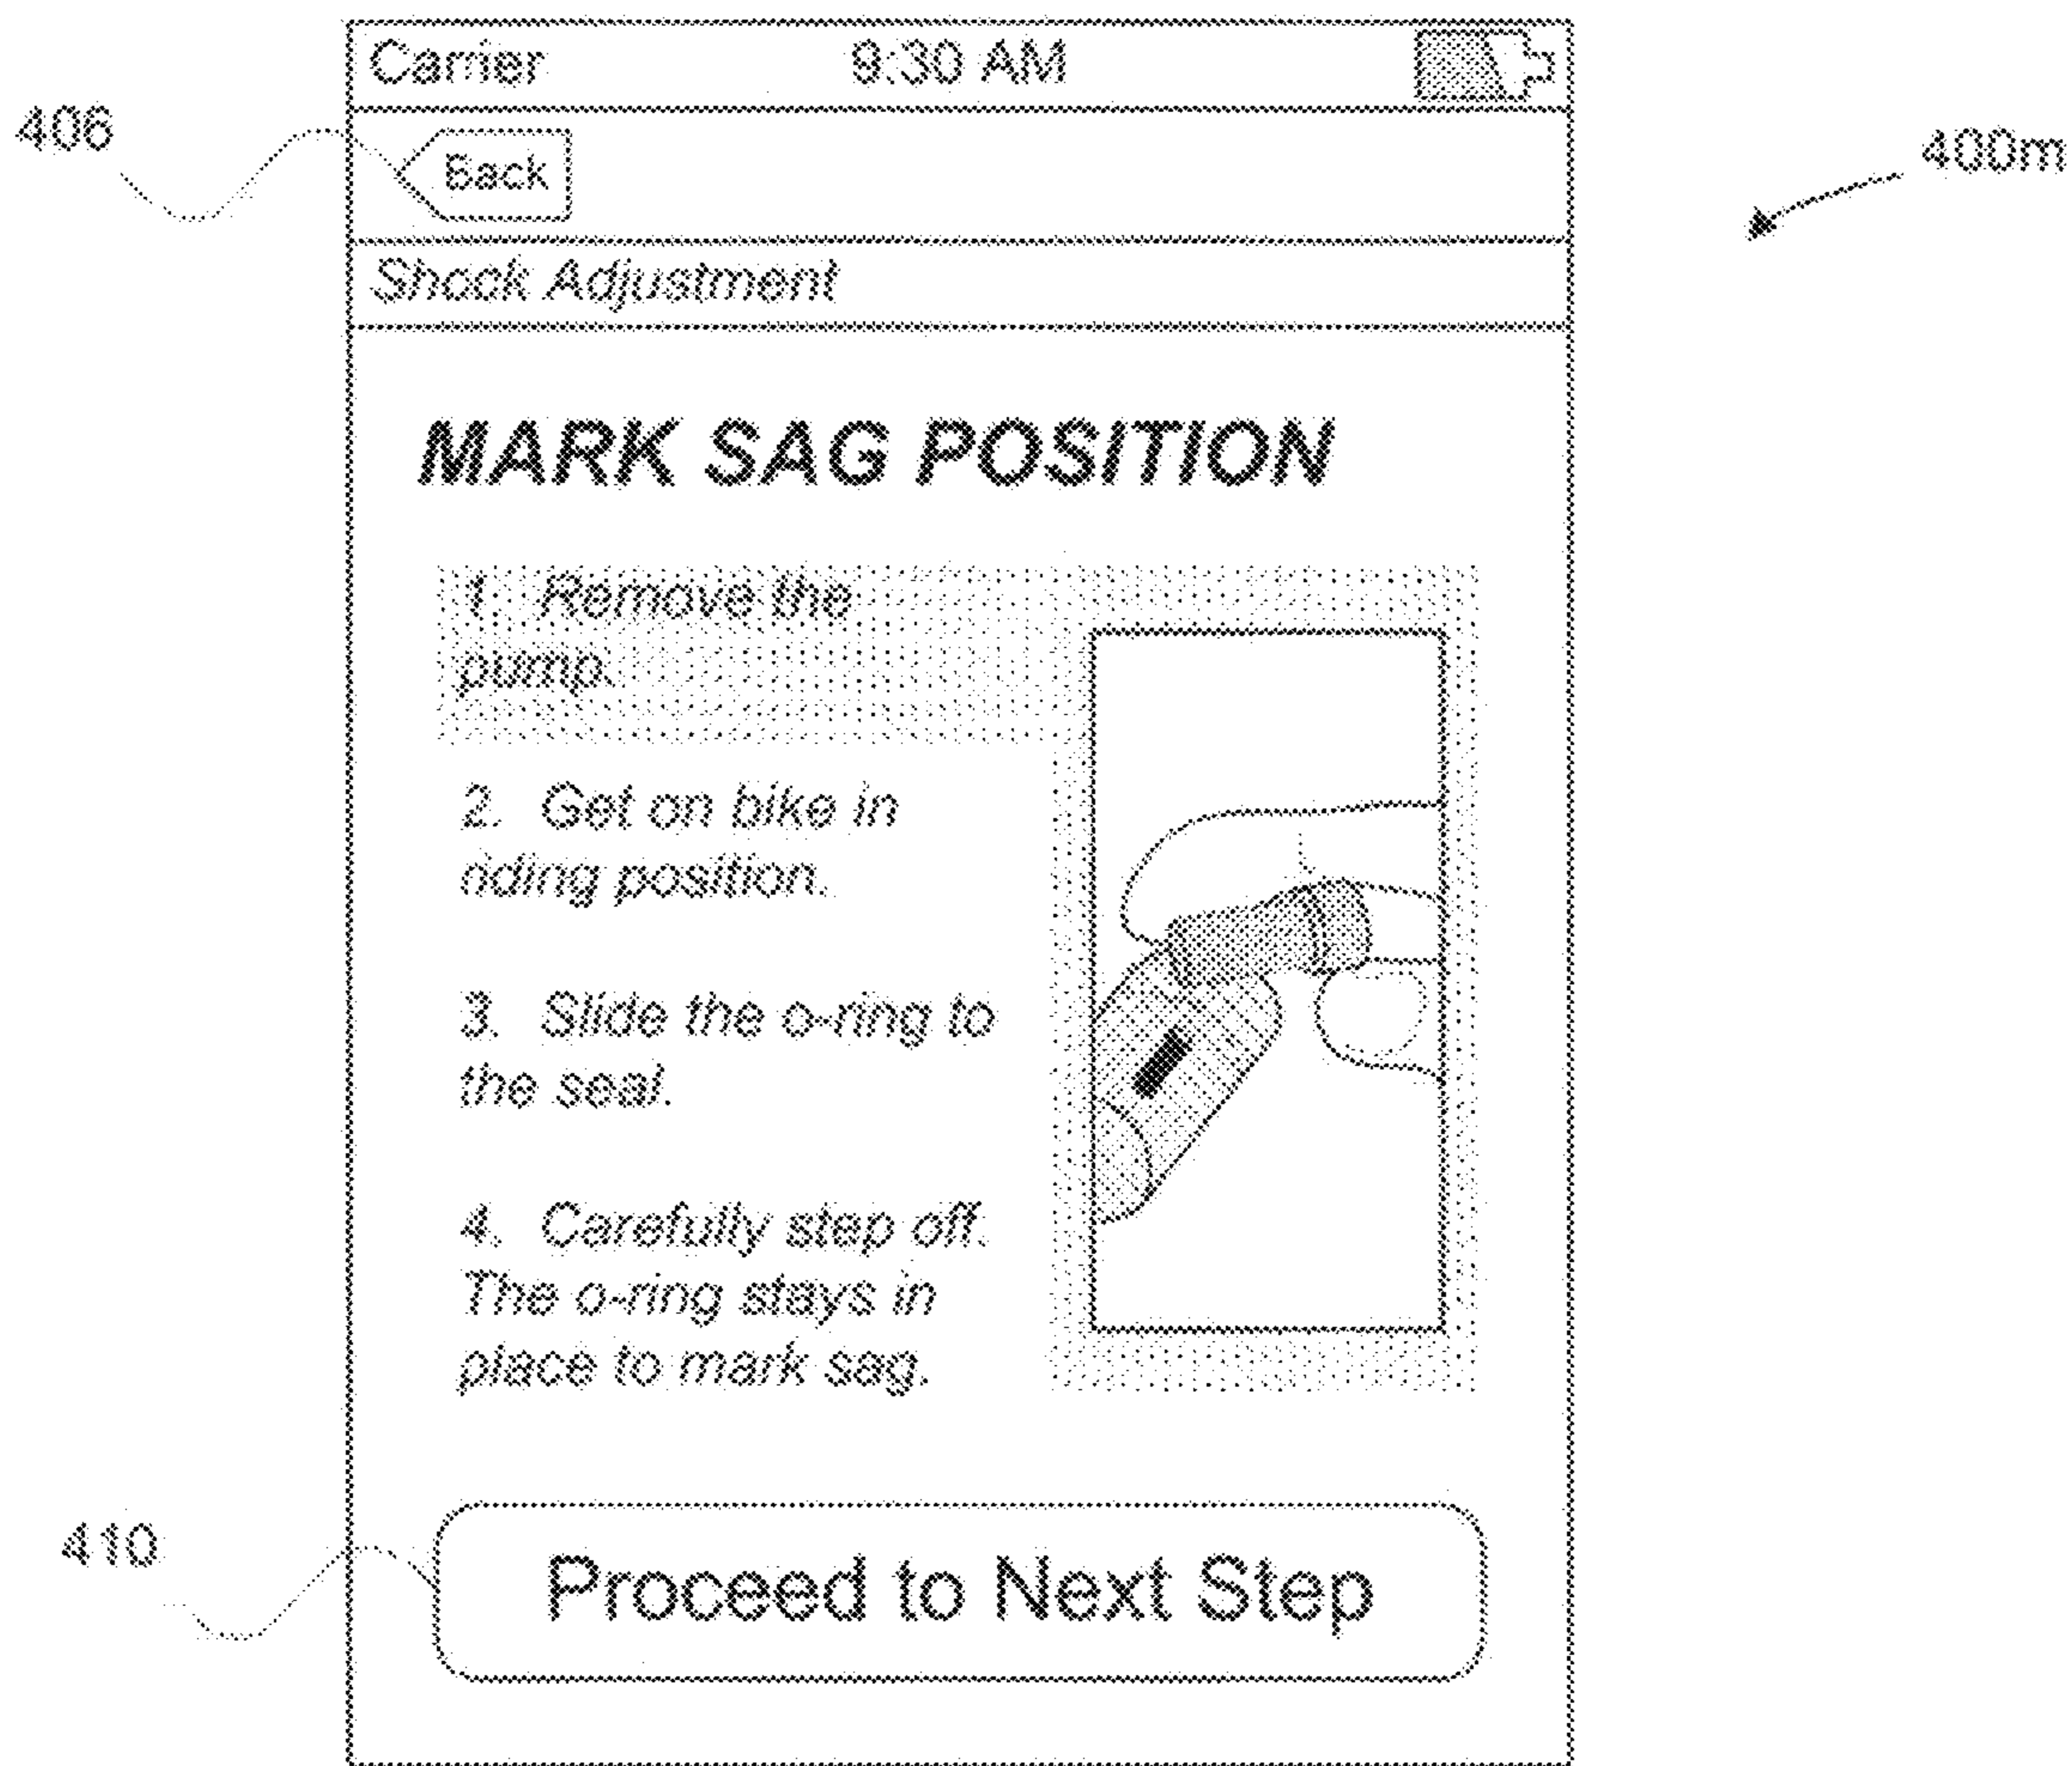 Carrier 9:30 AM
406
Back
400m
Shock Adjustment
MARK SAG POSITION
1. Remove the
pump.
2. Get on bike in
riding position.
3. Slide the o-ring to
the seal.
4. Carefully step off.
The o-ring stays in
place to mark sag.
410
Proceed to Next Step